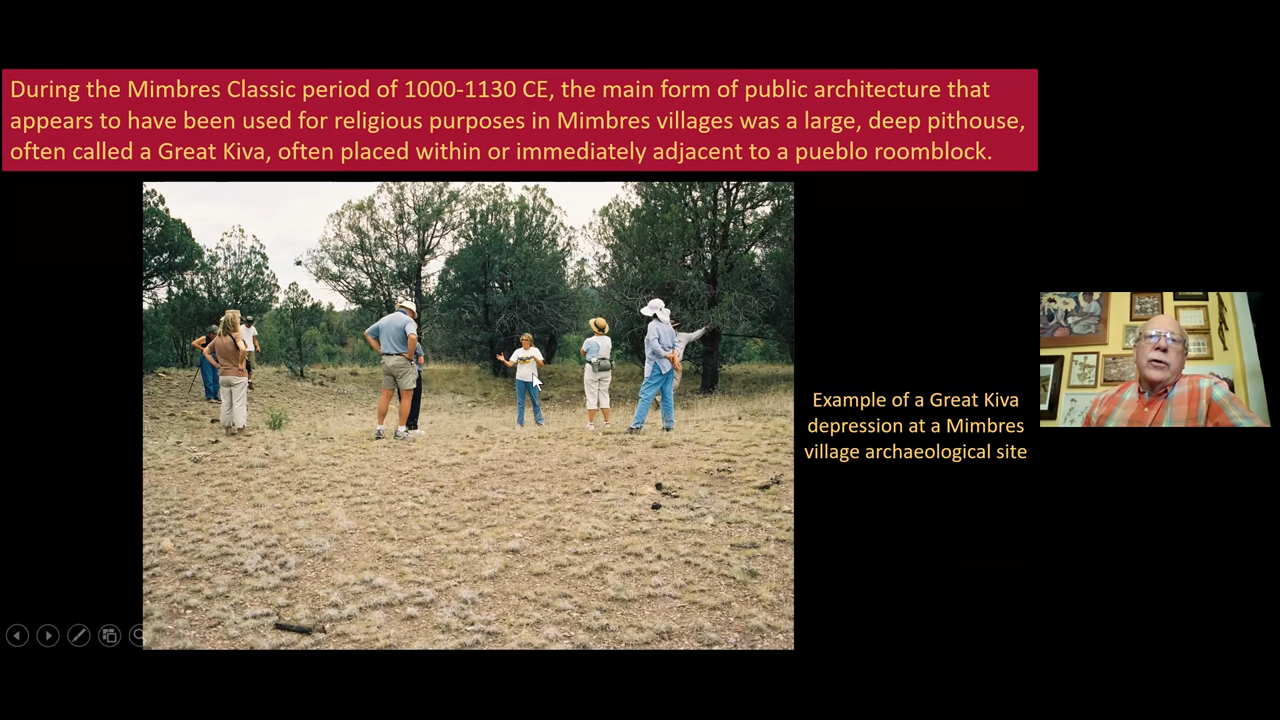 During the Mimbres Classic period of 1000-1130 CE, the main form of public architecture that
appears to have been used for religious purposes in Mimbres villages was a large, deep pithouse,
often called a Great Kiva, often placed within or immediately adjacent to a pueblo roomblock.
Example of a Great Kiva
depression at a Mimbres
village archaeological site